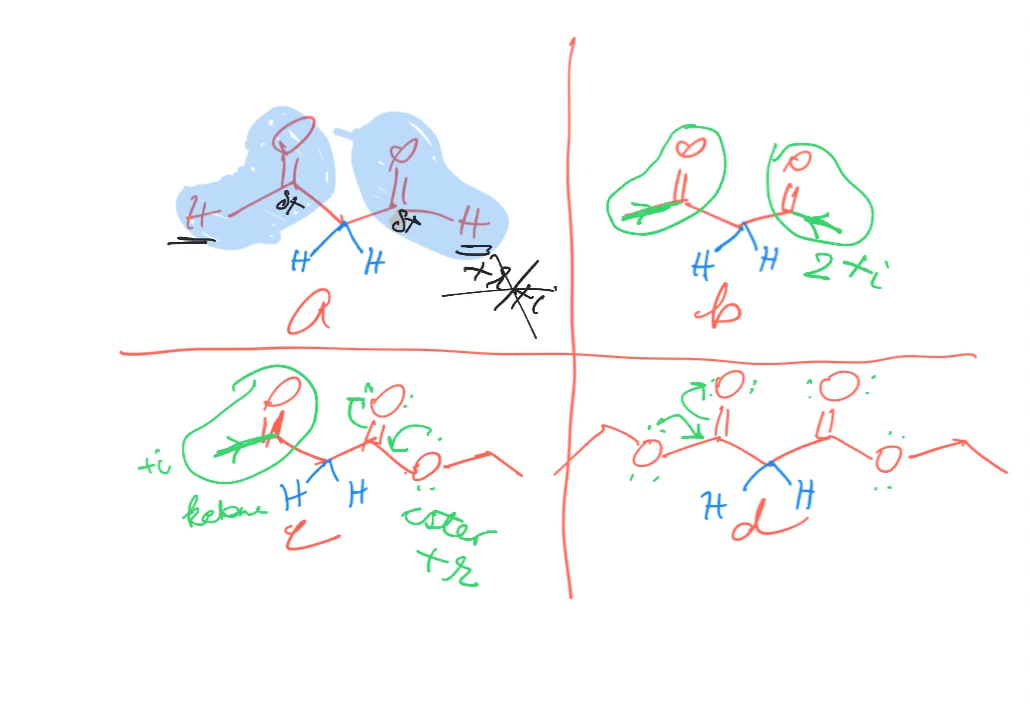 O O
H δ+ δ+ H
H H
+R/+i
a
O O
H H 2 +i
b
O O
+i O
H H
ketone ester
c +R
O O
O O
H H
d